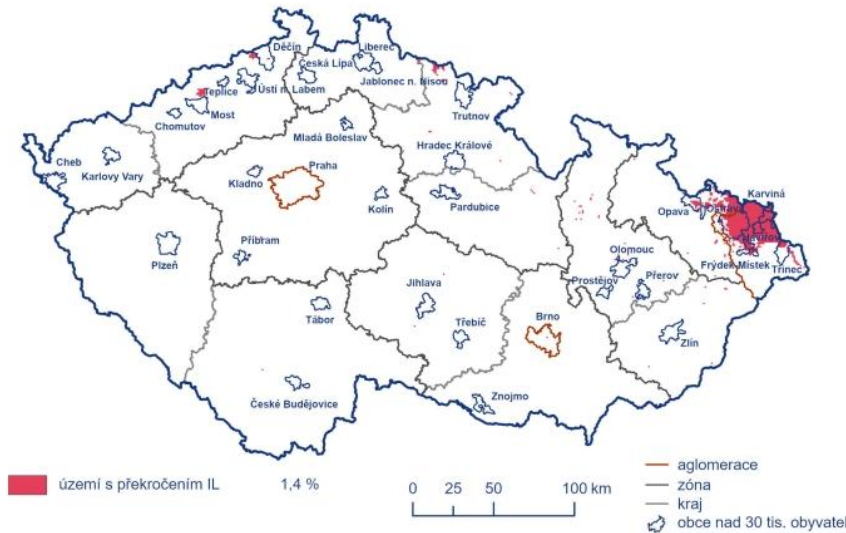 Děčín
Liberec
Česká Lípa
Teplice
Ústí n. Labem
Jablonec n. Nisou
Most
Trutnov
Chomutov
Mladá Boleslav
Cheb
Karlovy Vary
Hradec Králové
Praha
Kladno
Kolín
Pardubice
Karviná
Opava
Ostrava
Havířov
Plzeň
Příbram
Olomouc
Frýdek Místek
Třinec
Jihlava
Prostějov
Přerov
Tábor
Třebíč
Brno
Zlín
České Budějovice
Znojmo
území s překročením IL 1,4 %
0 25 50 100 km
aglomerace
zóna
kraj
obce nad 30 tis. obyvatel